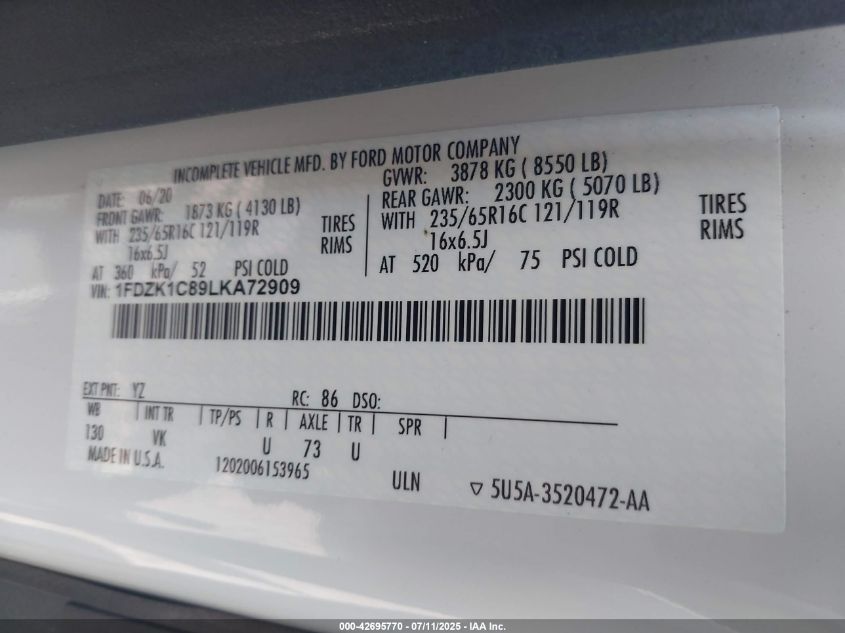 INCOMPLETE VEHICLE MFD. BY FORD MOTOR COMPANY
DATE: 06/20
GVWR: 3878 KG ( 8550 LB)
FRONT GAWR: 1873 KG ( 4130 LB)
REAR GAWR: 2300 KG ( 5070 LB)
WITH 235/65R16C 121/119R TIRES
WITH 235/65R16C 121/119R TIRES
16x6.5J RIMS
16x6.5J RIMS
AT 360 kPa/ 52 PSI COLD
AT 520 kPa/ 75 PSI COLD
VIN: 1FDZK1C89LKA72909
EXT PNT: YZ RC: 86 DSO:
WB | INT TR | TP/PS | R | AXLE | TR | SPR |
130 VK U 73 U
MADE IN U.S.A. 1202006153965 ULN ▽ 5U5A-3520472-AA
000-42695770 - 07/11/2025 - IAA Inc.